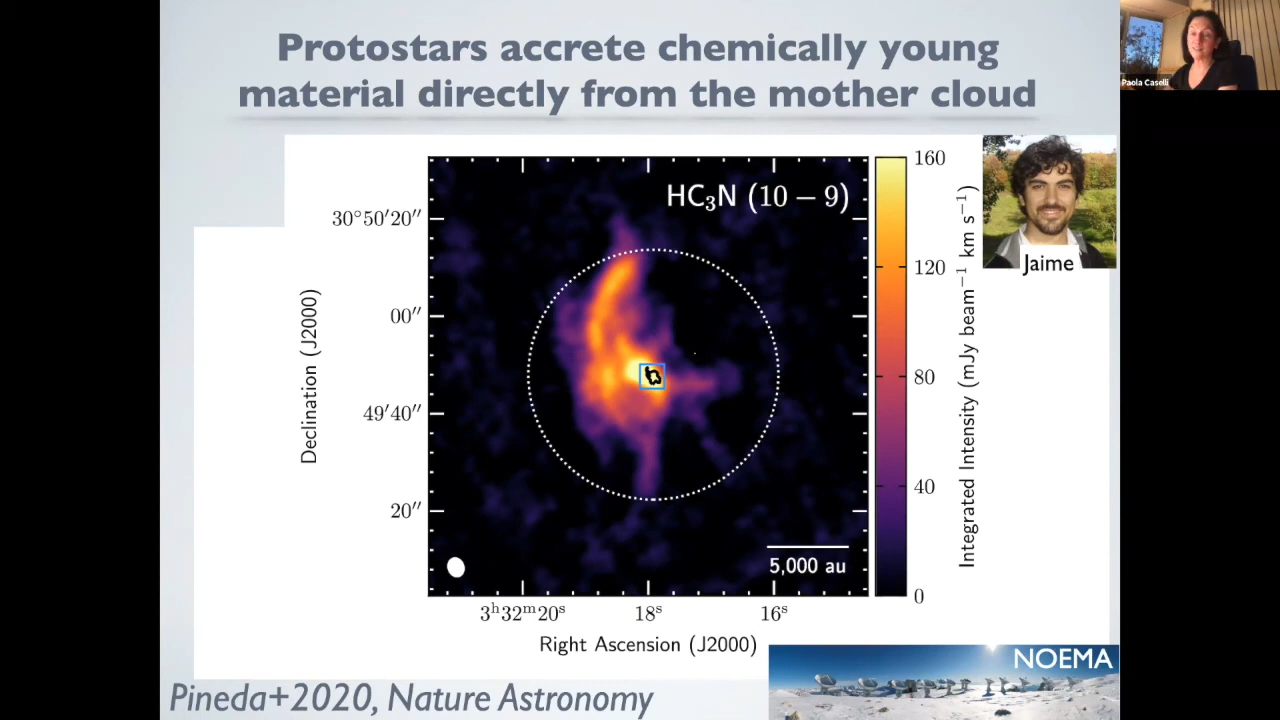 Protostars accrete chemically young
material directly from the mother cloud
Paola Caselli
HC₃N (10 − 9)
160
120
80
40
0
Integrated Intensity (mJy beam⁻¹ km s⁻¹)
Jaime
30°50′20″
00″
49′40″
20″
Declination (J2000)
5,000 au
3ʰ32ᵐ20ˢ
18ˢ
16ˢ
Right Ascension (J2000)
NOEMA
Pineda+2020, Nature Astronomy